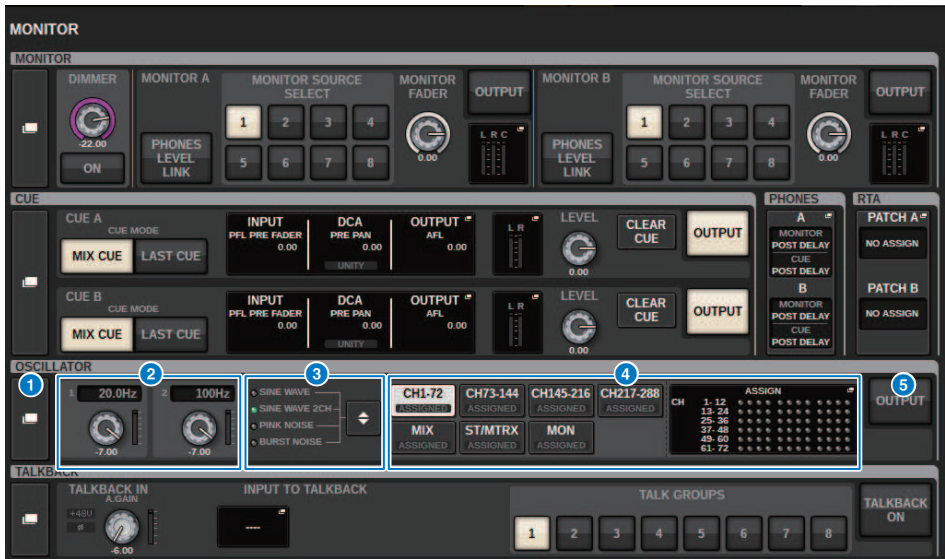 MONITOR
MONITOR
DIMMER
-22.00
ON
MONITOR A
PHONES
LEVEL
LINK
MONITOR SOURCE
SELECT
1 2 3 4
5 6 7 8
MONITOR
FADER
0.00
OUTPUT
L R C
MONITOR B
PHONES
LEVEL
LINK
MONITOR SOURCE
SELECT
1 2 3 4
5 6 7 8
MONITOR
FADER
0.00
OUTPUT
L R C
CUE
CUE A
CUE MODE
MIX CUE LAST CUE
INPUT
PFL PRE FADER
0.00
DCA
PRE PAN
0.00
UNITY
OUTPUT
AFL
0.00
L R
LEVEL
0.00
CLEAR
CUE
OUTPUT
CUE B
CUE MODE
MIX CUE LAST CUE
INPUT
PFL PRE FADER
0.00
DCA
PRE PAN
0.00
UNITY
OUTPUT
AFL
0.00
L R
LEVEL
0.00
CLEAR
CUE
OUTPUT
PHONES
A
MONITOR
POST DELAY
CUE
POST DELAY
B
MONITOR
POST DELAY
CUE
POST DELAY
RTA
PATCH A
NO ASSIGN
PATCH B
NO ASSIGN
OSCILLATOR
1
2
1 20.0Hz
-7.00
2 100Hz
-7.00
3
SINE WAVE
SINE WAVE 2CH
PINK NOISE
BURST NOISE
4
CH1-72
ASSIGNED
CH73-144
ASSIGNED
CH145-216
ASSIGNED
CH217-288
ASSIGNED
MIX
ASSIGNED
ST/MTRX
ASSIGNED
MON
ASSIGNED
ASSIGN
CH 1- 12
13- 24
25- 36
37- 48
49- 60
61- 72
5
OUTPUT
TALKBACK
TALKBACK IN
A.GAIN
+48V
ø
-6.00
INPUT TO TALKBACK
----
TALK GROUPS
1 2 3 4 5 6 7 8
TALKBACK
ON